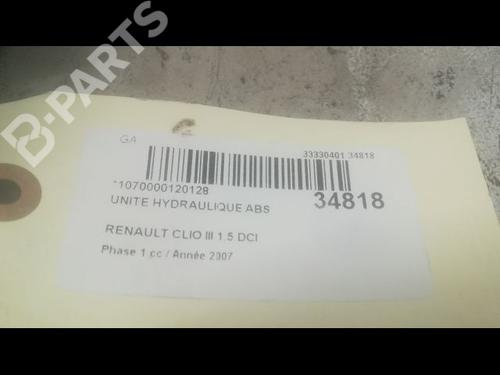 B-PARTS
GA
33330401 34818
*1070000120128
UNITE HYDRAULIQUE ABS
34818
RENAULT CLIO III 1.5 DCI
Phase 1 cc / Année 2007